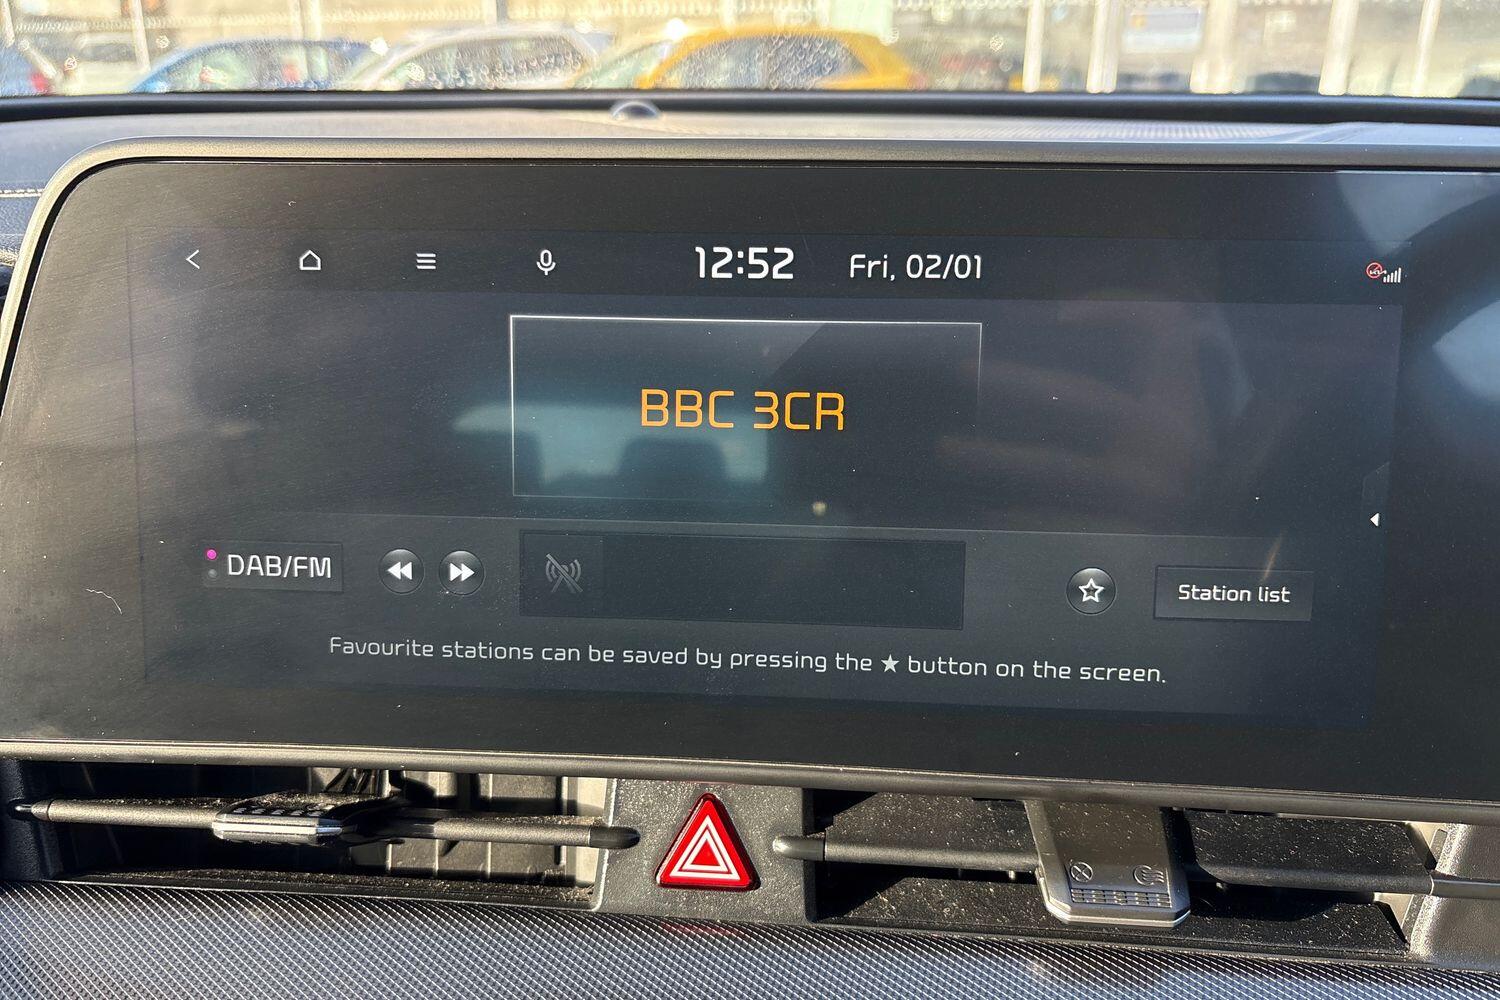 12:52 Fri, 02/01
BBC 3CR
DAB/FM
Station list
Favourite stations can be saved by pressing the ★ button on the screen.